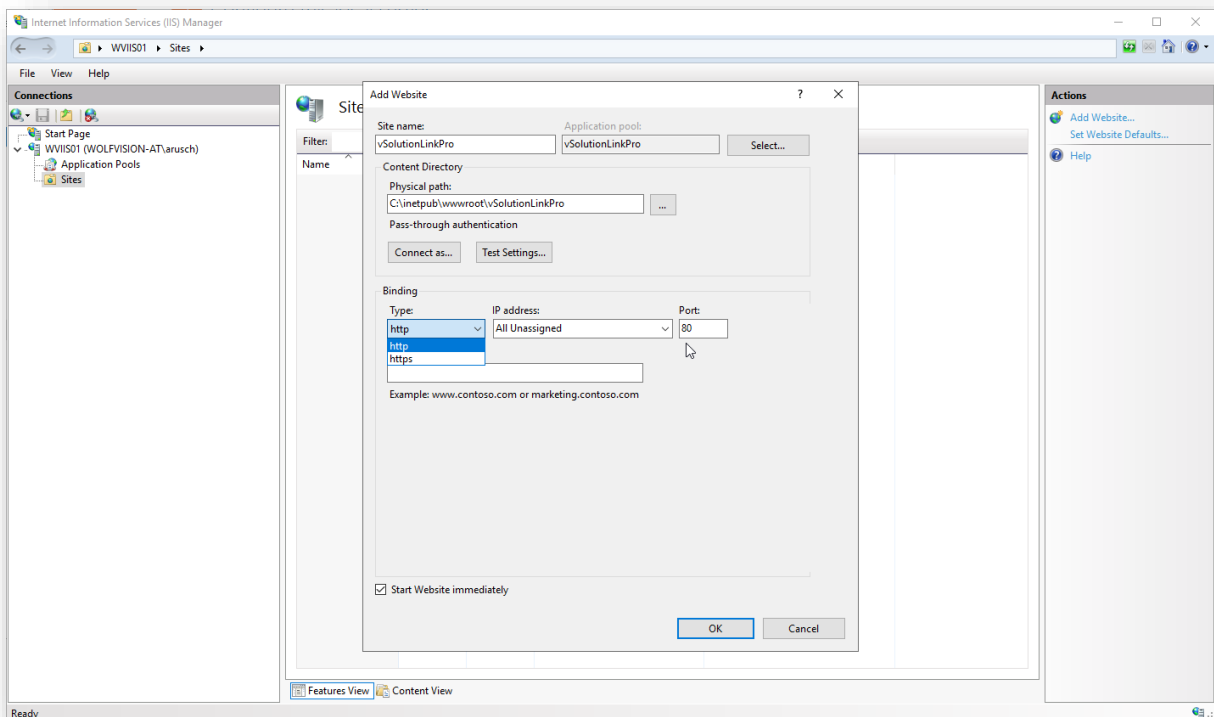 Internet Information Services (IIS) Manager
WVIIS01 Sites
File View Help
Connections
Start Page
WVIIS01 (WOLFVISION-AT\arusch)
Application Pools
Sites
Site
Filter:
Name
Add Website ?
Site name: Application pool:
vSolutionLinkPro vSolutionLinkPro Select...
Content Directory
Physical path:
C:\inetpub\wwwroot\vSolutionLinkPro ...
Pass-through authentication
Connect as... Test Settings...
Binding
Type: IP address: Port:
http All Unassigned 80
http
https
Example: www.contoso.com or marketing.contoso.com
Start Website immediately
OK Cancel
Actions
Add Website...
Set Website Defaults...
Help
Features View Content View
Ready